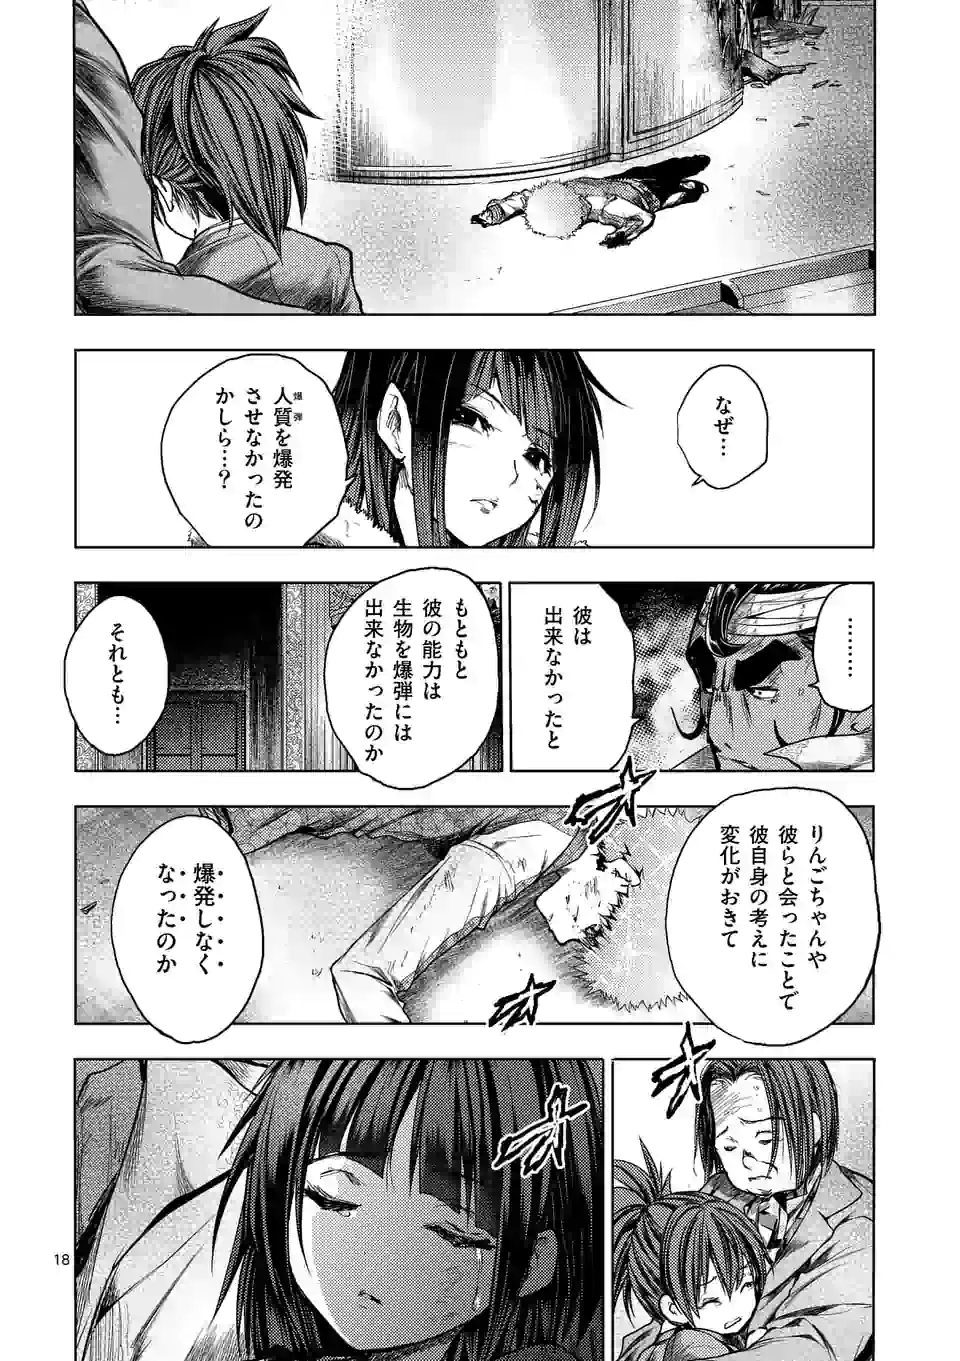 なぜ…
人質を爆発
爆弾
させなかったの
かしら…？
………
彼は
出来なかったと
もともと
彼の能力は
生物を爆弾には
出来なかったのか
それとも…
りんごちゃんや
彼らと会ったことで
彼自身の考えに
変化がおきて
爆発しなく
なったのか
18